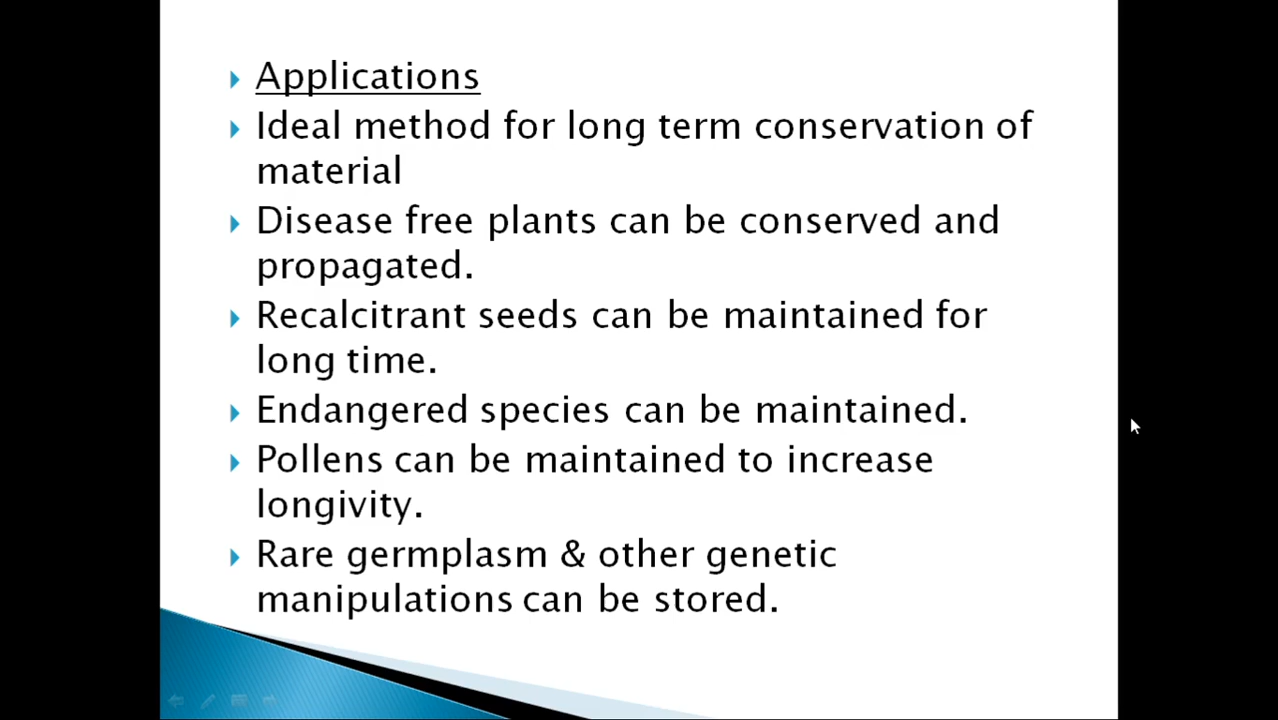 Applications
Ideal method for long term conservation of
material
Disease free plants can be conserved and
propagated.
Recalcitrant seeds can be maintained for
long time.
Endangered species can be maintained.
Pollens can be maintained to increase
longivity.
Rare germplasm & other genetic
manipulations can be stored.